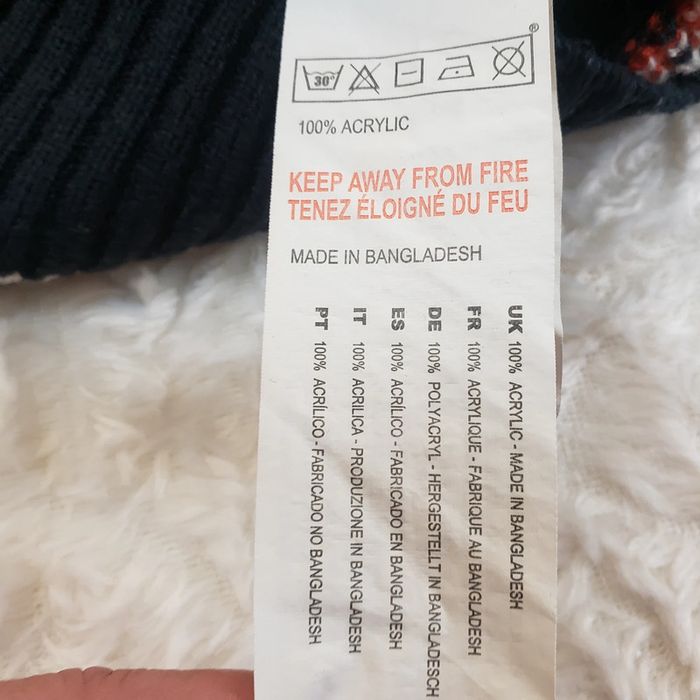 30°
®
100% ACRYLIC
KEEP AWAY FROM FIRE
TENEZ ÉLOIGNÉ DU FEU
MADE IN BANGLADESH
UK 100% ACRYLIC - MADE IN BANGLADESH
FR 100% ACRYLIQUE - FABRIQUE AU BANGLADESH
DE 100% POLYACRYL - HERGESTELLT IN BANGLADESCH
ES 100% ACRÍLICO - FABRICADO EN BANGLADESH
IT 100% ACRILICA - PRODUZIONE IN BANGLADESH
PT 100% ACRÍLICO - FABRICADO NO BANGLADESH